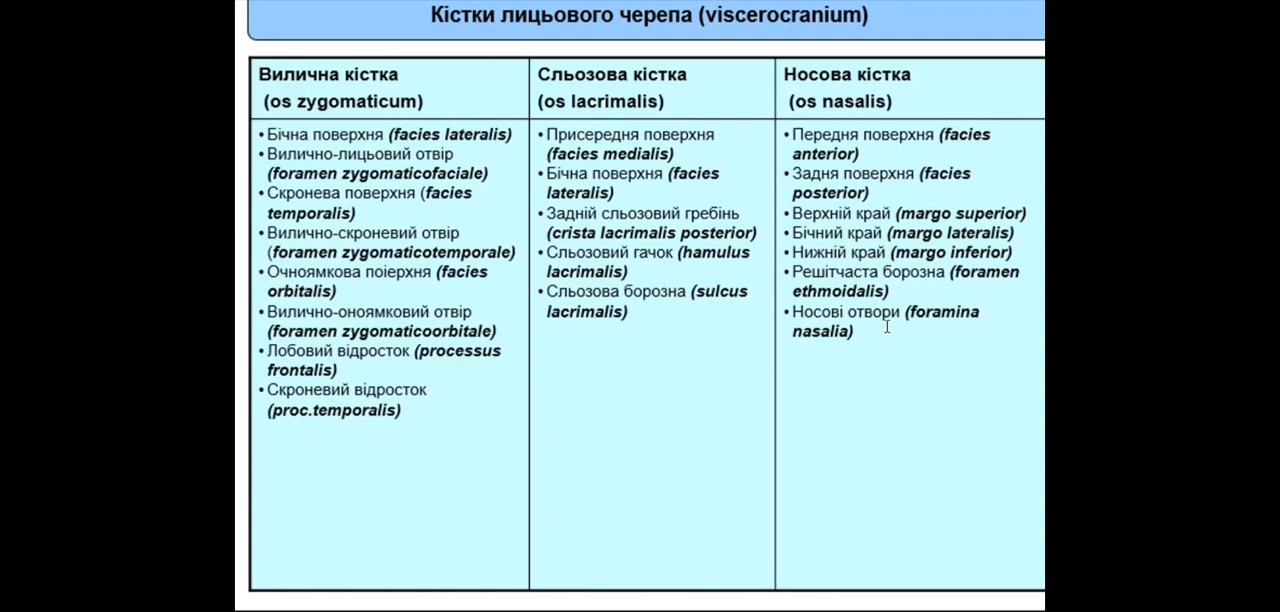 Кістки лицьового черепа (viscerocranium)
Вилична кістка
(os zygomaticum)
• Бічна поверхня (facies lateralis)
• Вилично-лицьовий отвір
(foramen zygomaticofaciale)
• Скронева поверхня (facies
temporalis)
• Вилично-скроневий отвір
(foramen zygomaticotemporale)
• Очноямкова поіерхня (facies
orbitalis)
• Вилично-оноямковий отвір
(foramen zygomaticoorbitale)
• Лобовий відросток (processus
frontalis)
• Скроневий відросток
(proc.temporalis)
Сльозова кістка
(os lacrimalis)
• Присередня поверхня
(facies medialis)
• Бічна поверхня (facies
lateralis)
• Задній сльозовий гребінь
(crista lacrimalis posterior)
• Сльозовий гачок (hamulus
lacrimalis)
• Сльозова борозна (sulcus
lacrimalis)
Носова кістка
(os nasalis)
• Передня поверхня (facies
anterior)
• Задня поверхня (facies
posterior)
• Верхній край (margo superior)
• Бічний край (margo lateralis)
• Нижній край (margo inferior)
• Решітчаста борозна (foramen
ethmoidalis)
• Носові отвори (foramina
nasalia)